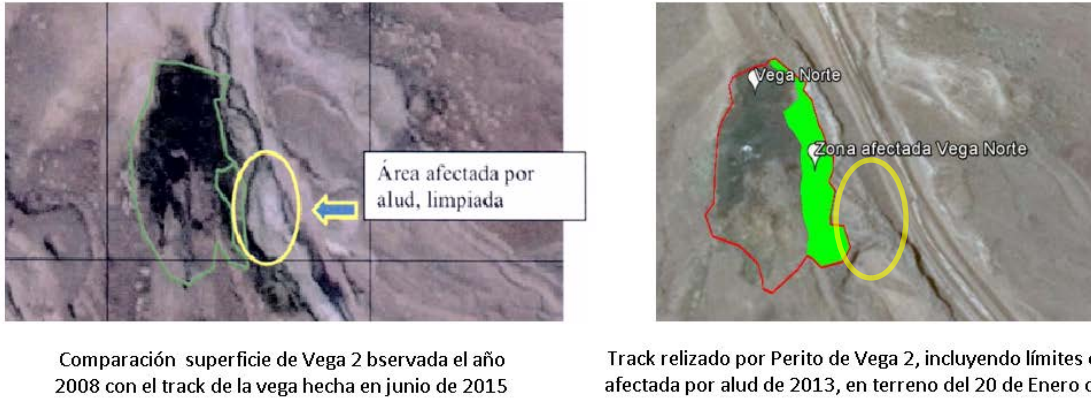 Área afectada por
alud, limpiada
Vega Norte
Zona afectada Vega Norte
Comparación superficie de Vega 2 bservada el año
2008 con el track de la vega hecha en junio de 2015
Track relizado por Perito de Vega 2, incluyendo límites
afectada por alud de 2013, en terreno del 20 de Enero